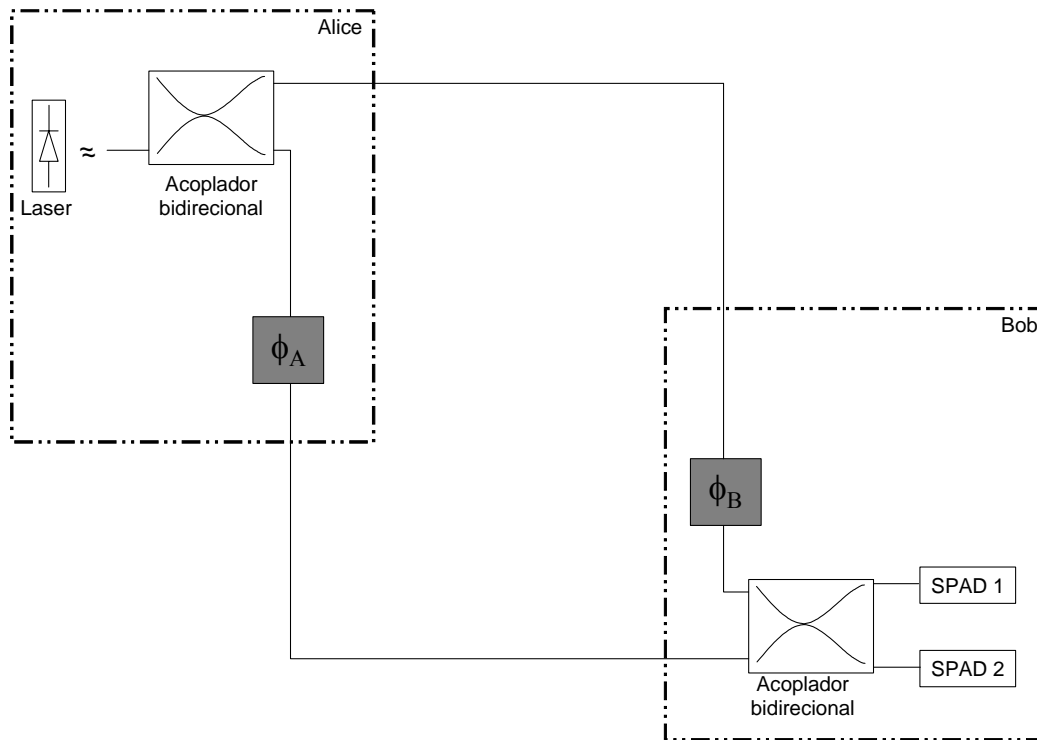 Alice
≈
Laser
Acoplador
bidirecional
ϕA
Bob
ϕB
SPAD 1
SPAD 2
Acoplador
bidirecional